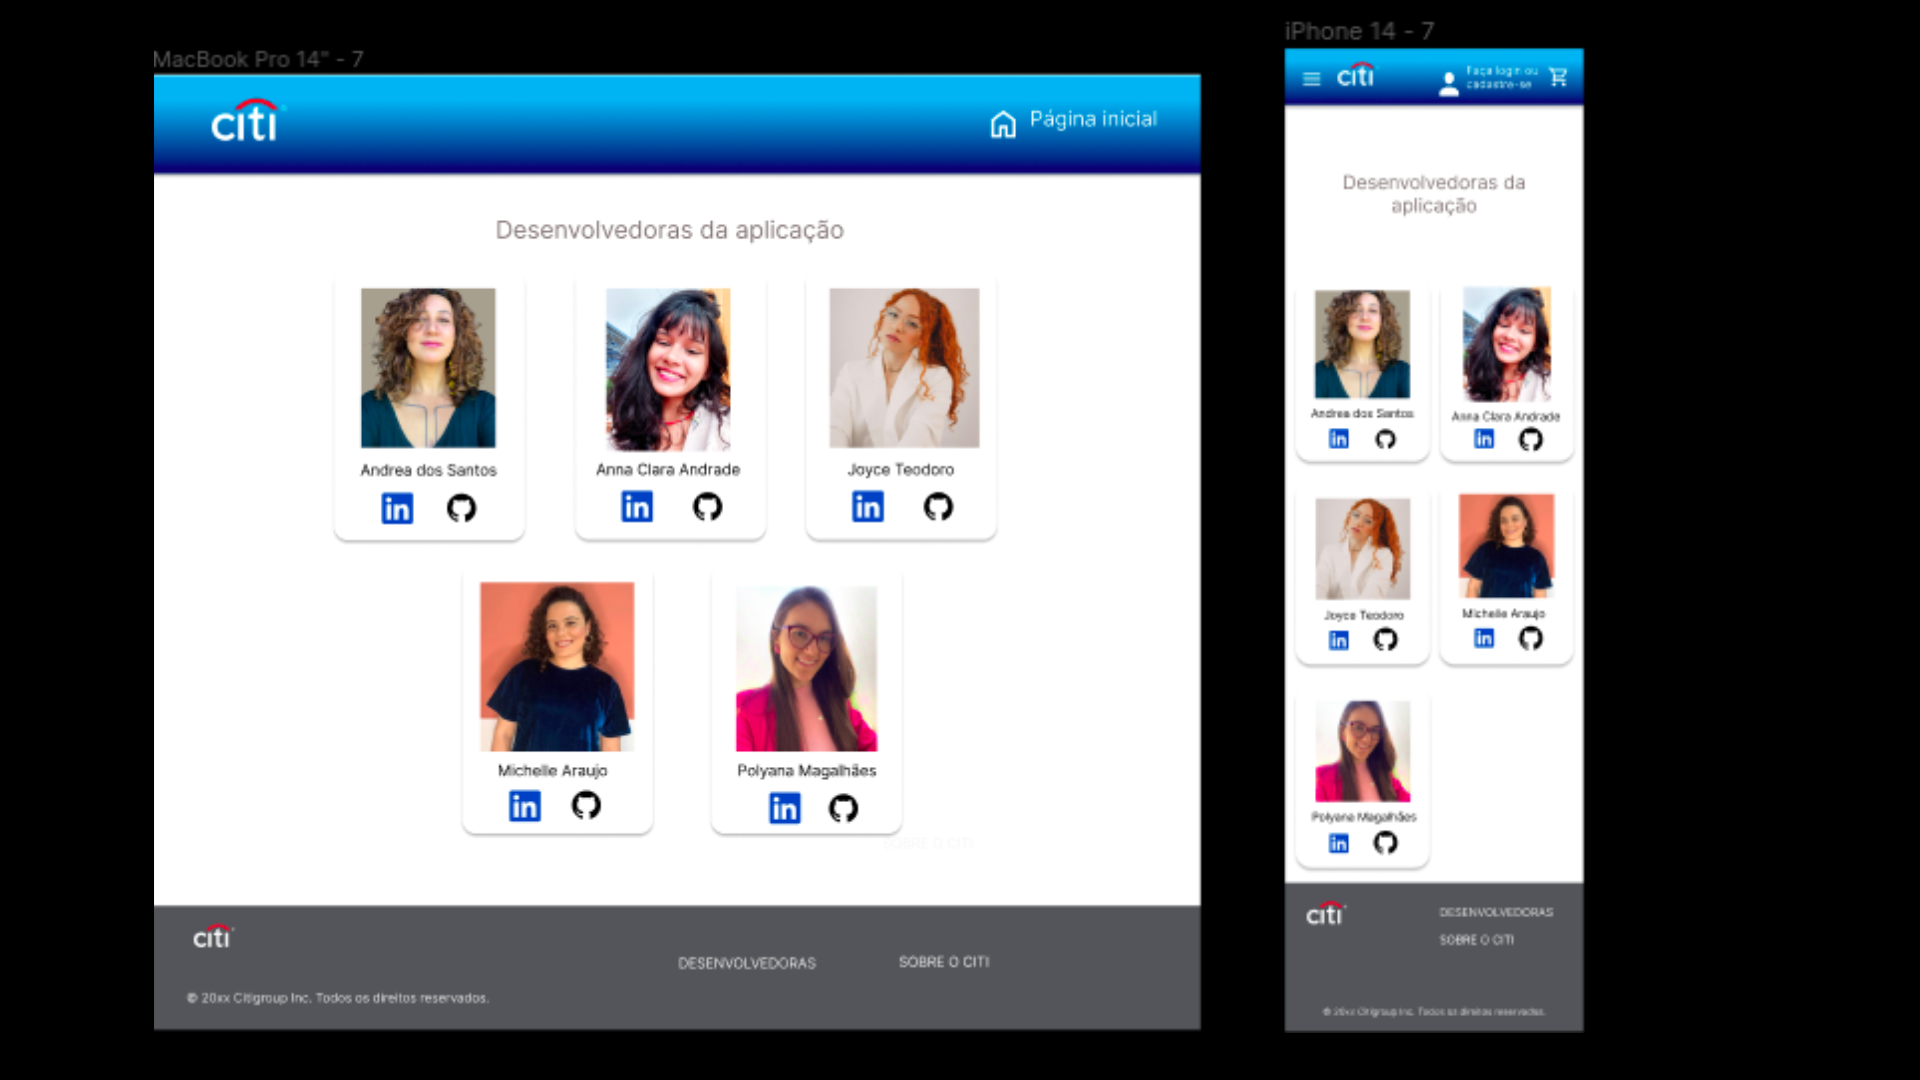 MacBook Pro 14" - 7
citi
Página inicial
Desenvolvedoras da aplicação
Andrea dos Santos
Anna Clara Andrade
Joyce Teodoro
in
in
in
Michelle Araujo
Polyana Magalhães
in
in
SOBRE O CITI
citi
DESENVOLVEDORAS
SOBRE O CITI
© 20xx Citigroup Inc. Todos os direitos reservados.
iPhone 14 - 7
citi
Faça login ou
cadastre-se
Desenvolvedoras da
aplicação
Andrea dos Santos
Anna Clara Andrade
in
in
Joyce Teodoro
Michelle Araujo
in
in
Polyana Magalhães
in
citi
DESENVOLVEDORAS
SOBRE O CITI
© 20xx Citigroup Inc. Todos os direitos reservados.